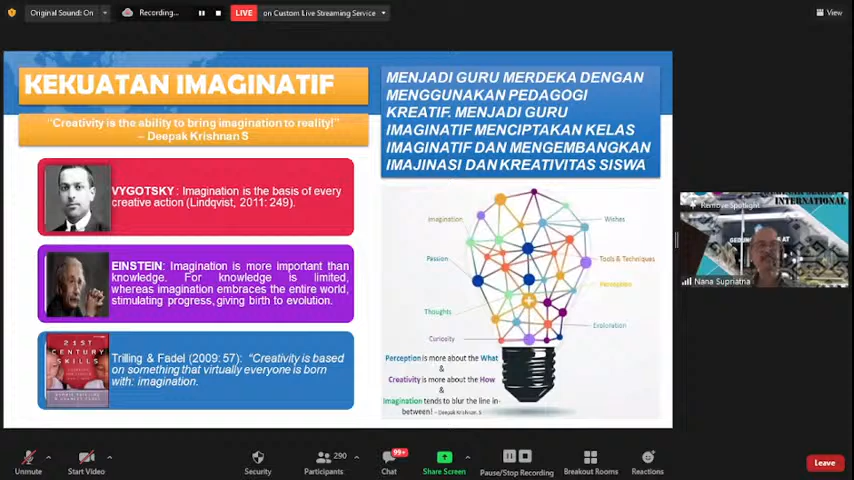 Original Sound: On
Recording...
LIVE
on Custom Live Streaming Service
View
KEKUATAN IMAGINATIF
"Creativity is the ability to bring imagination to reality!"
– Deepak Krishnan S
VYGOTSKY : Imagination is the basis of every
creative action (Lindqvist, 2011: 249).
EINSTEIN: Imagination is more important than
knowledge. For knowledge is limited,
whereas imagination embraces the entire world,
stimulating progress, giving birth to evolution.
21ST
CENTURY
SKILLS
Trilling & Fadel (2009: 57): "Creativity is based
on something that virtually everyone is born
with: imagination.
MENJADI GURU MERDEKA DENGAN
MENGGUNAKAN PEDAGOGI
KREATIF. MENJADI GURU
IMAGINATIF MENCIPTAKAN KELAS
IMAGINATIF DAN MENGEMBANGKAN
IMAJINASI DAN KREATIVITAS SISWA
Imagination
Wishes
Passion
Tools & Techniques
Perception
Thoughts
Exploration
Curiosity
Perception is more about the What
&
Creativity is more about the How
&
Imagination tends to blur the line in-
between! – Deepak Krishnan. S
Remove Spotlight
INTERNATIONAL
Nana Supriatna
Unmute
Start Video
Security
290
Participants
99+
Chat
Share Screen
Pause/Stop Recording
Breakout Rooms
Reactions
Leave